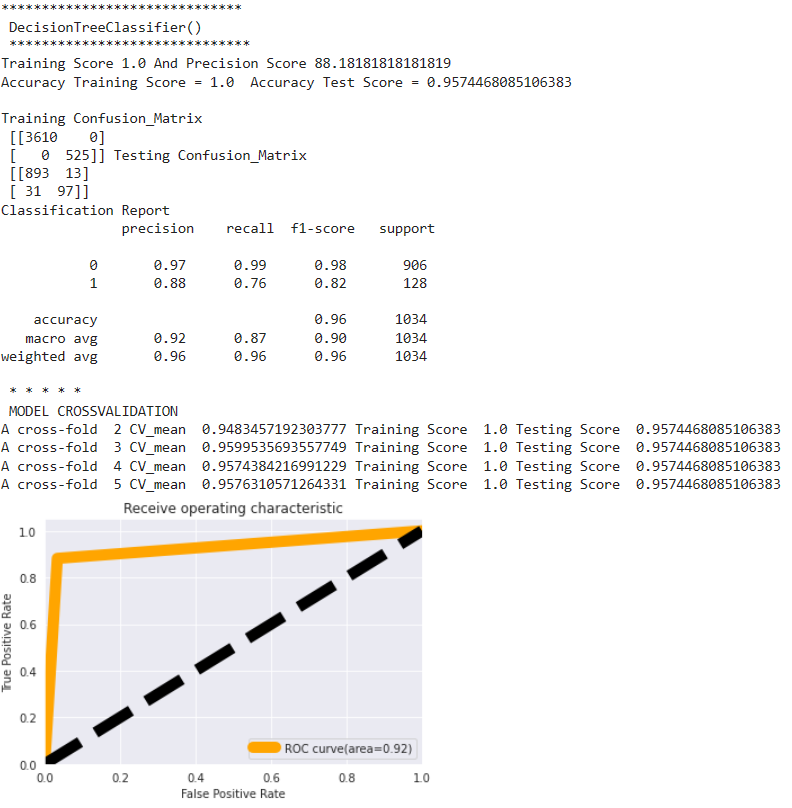 ******************************
DecisionTreeClassifier()
******************************
Training Score 1.0 And Precision Score 88.18181818181819
Accuracy Training Score = 1.0  Accuracy Test Score = 0.9574468085106383
Training Confusion_Matrix
[[3610    0]
[   0  525]] Testing Confusion_Matrix
[[893  13]
[ 31  97]]
Classification Report
precision    recall  f1-score   support
0       0.97      0.99      0.98       906
1       0.88      0.76      0.82       128
accuracy                           0.96      1034
macro avg       0.92      0.87      0.90      1034
weighted avg       0.96      0.96      0.96      1034
* * * * *
MODEL CROSSVALIDATION
A cross-fold  2 CV_mean  0.9483457192303777 Training Score  1.0 Testing Score  0.9574468085106383
A cross-fold  3 CV_mean  0.9599535693557749 Training Score  1.0 Testing Score  0.9574468085106383
A cross-fold  4 CV_mean  0.9574384216991229 Training Score  1.0 Testing Score  0.9574468085106383
A cross-fold  5 CV_mean  0.9576310571264331 Training Score  1.0 Testing Score  0.9574468085106383
Receive operating characteristic
1.0
0.8
0.6
0.4
0.2
0.0
True Positive Rate
ROC curve(area=0.92)
0.0 0.2 0.4 0.6 0.8 1.0
False Positive Rate